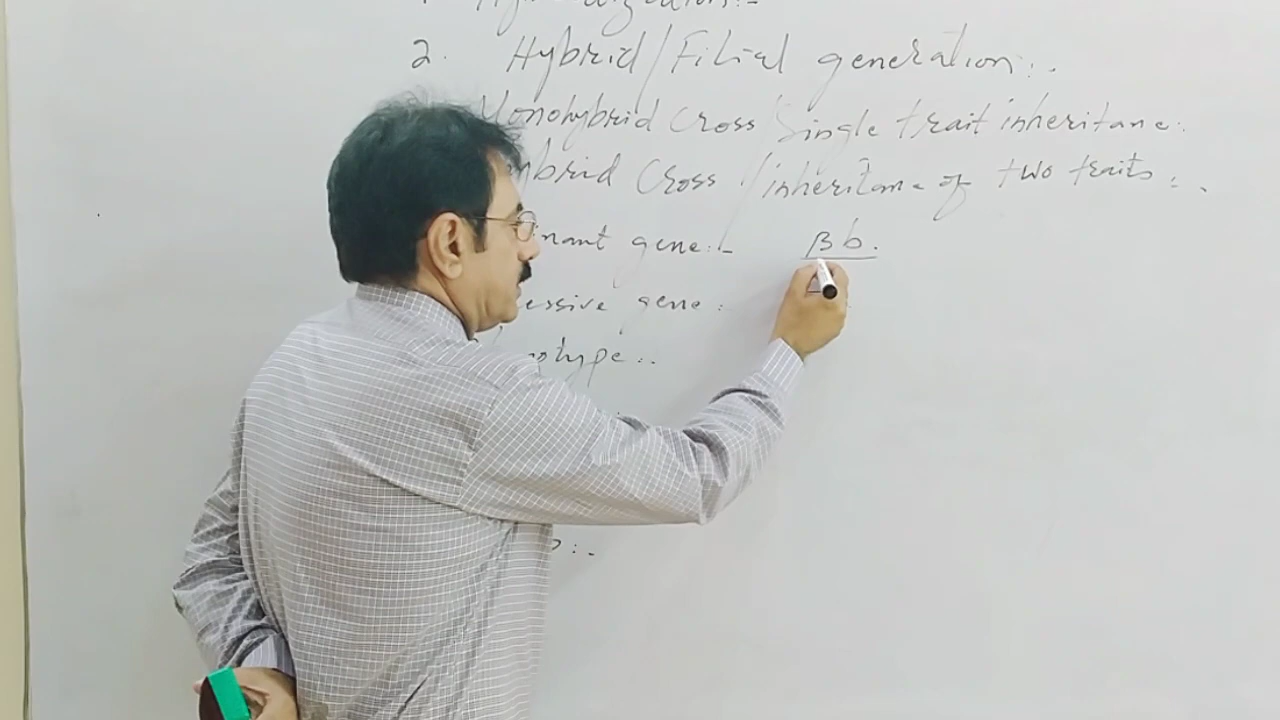 2. Hybrid/Filial generation:.
Monohybrid Cross/Single trait inheritance:.
hybrid Cross /inheritance of two traits:.
nant gene:- Bb.
essive gene:
otype:.